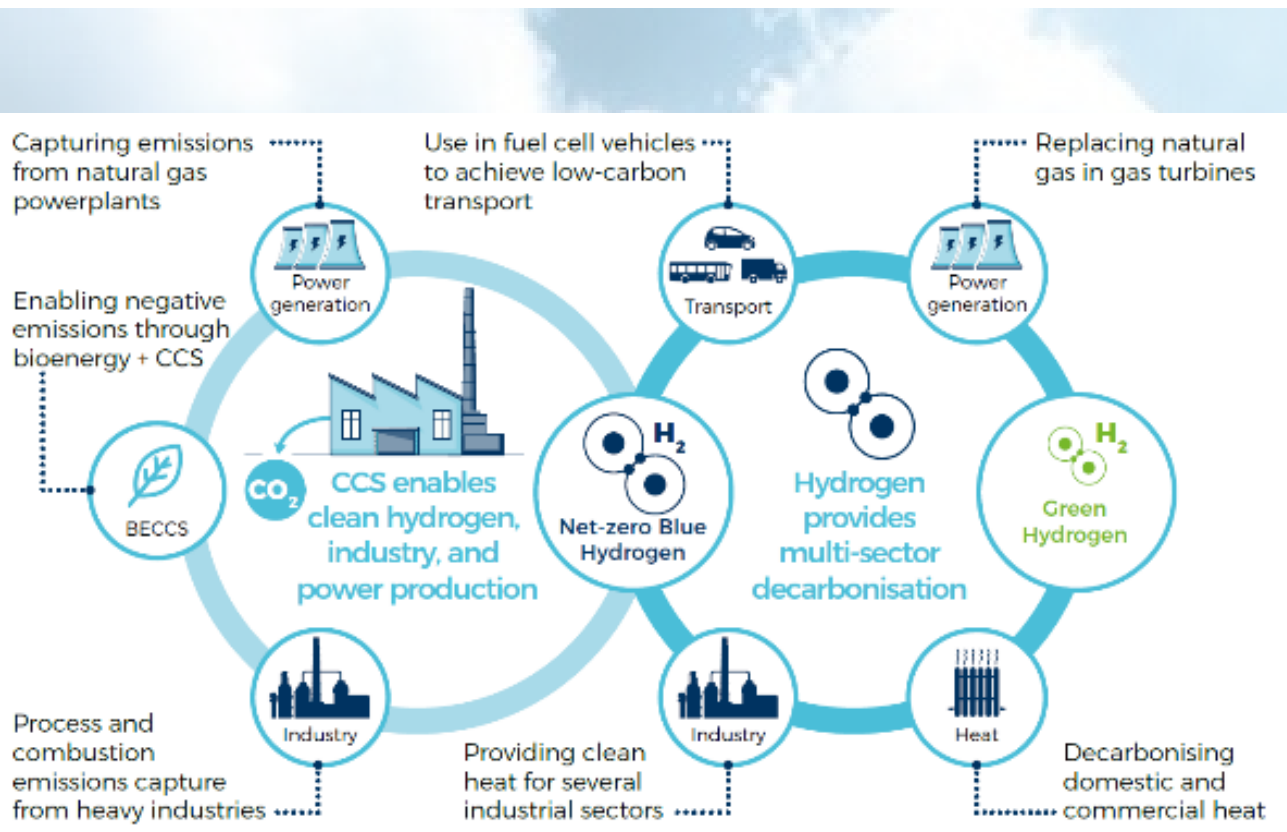 Capturing emissions
from natural gas
powerplants
Use in fuel cell vehicles
to achieve low-carbon
transport
Replacing natural
gas in gas turbines
Power
generation
Transport
Power
generation
Enabling negative
emissions through
bioenergy + CCS
BECCS
CO2
CCS enables
clean hydrogen,
industry, and
power production
H2
Net-zero Blue
Hydrogen
Hydrogen
provides
multi-sector
decarbonisation
H2
Green
Hydrogen
Industry
Industry
Heat
Process and
combustion
emissions capture
from heavy industries
Providing clean
heat for several
industrial sectors
Decarbonising
domestic and
commercial heat